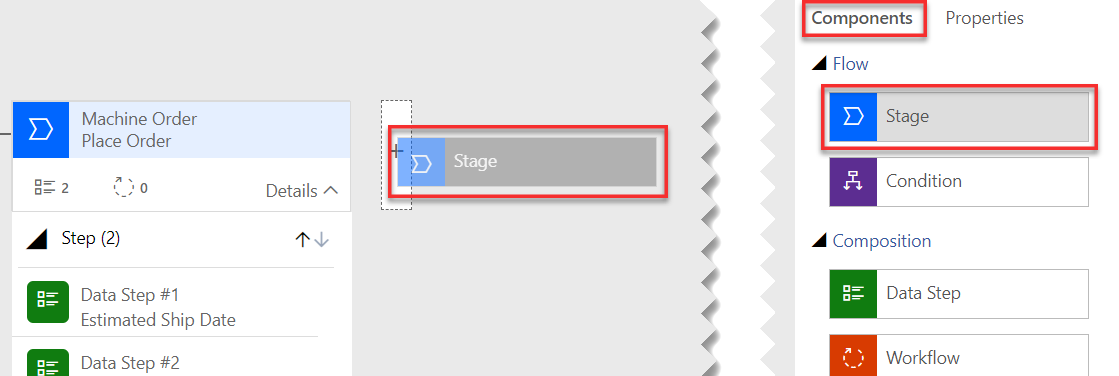 Machine Order
Place Order
2
0
Details
Step (2)
Data Step #1
Estimated Ship Date
Data Step #2
Stage
Components
Properties
Flow
Stage
Condition
Composition
Data Step
Workflow